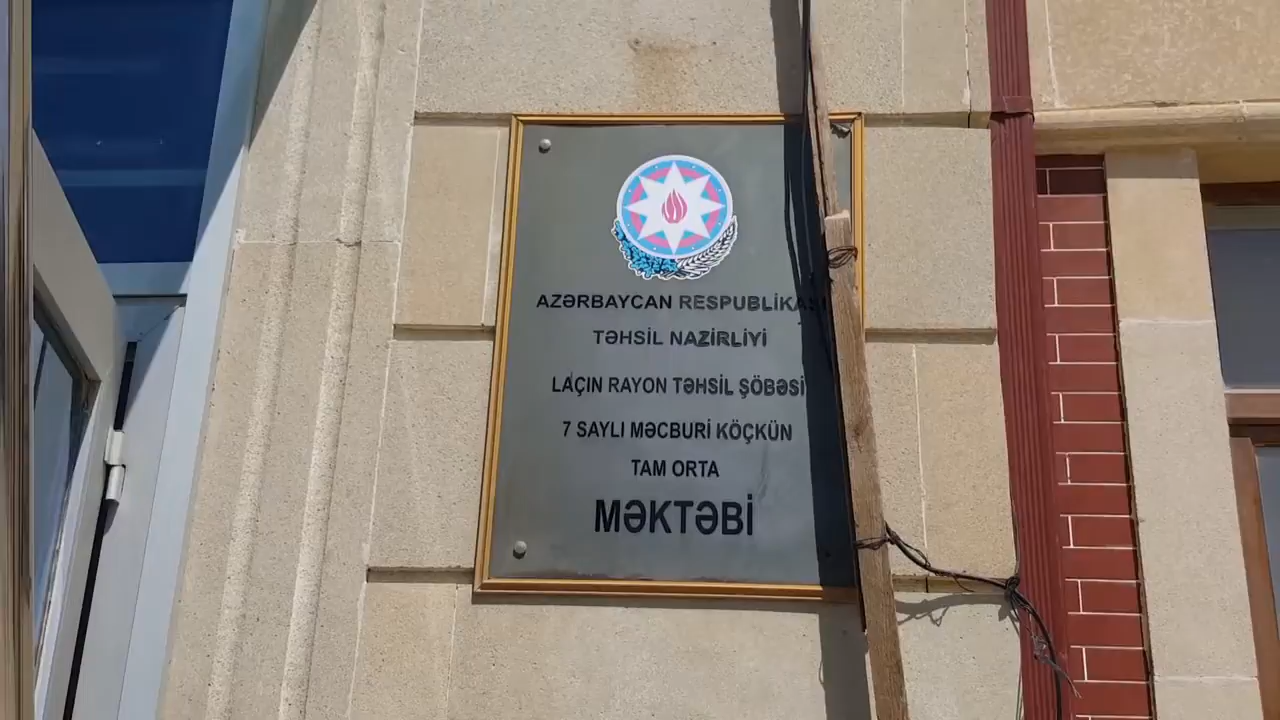 AZƏRBAYCAN RESPUBLİKASI
TƏHSİL NAZİRLİYİ
LAÇIN RAYON TƏHSİL ŞÖBƏSİ
7 SAYLI MƏCBURİ KÖÇKÜN
TAM ORTA
MƏKTƏBİ